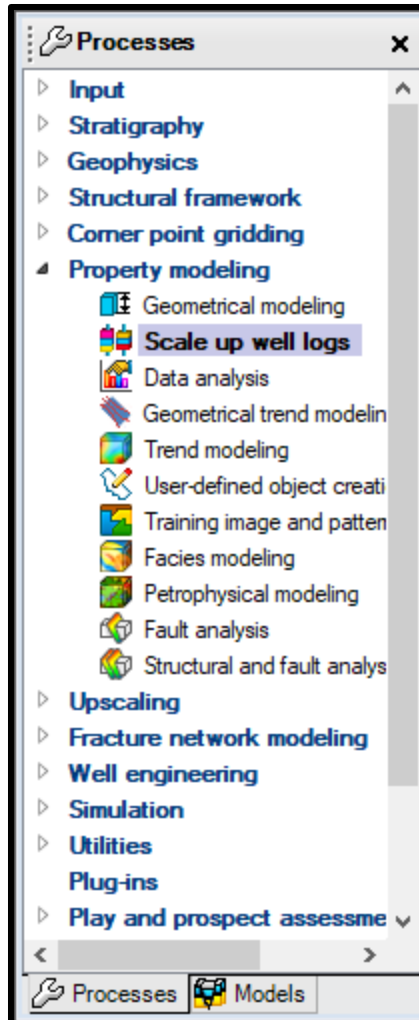 Processes
Input
Stratigraphy
Geophysics
Structural framework
Corner point gridding
Property modeling
Geometrical modeling
Scale up well logs
Data analysis
Geometrical trend modelin
Trend modeling
User-defined object creati
Training image and patten
Facies modeling
Petrophysical modeling
Fault analysis
Structural and fault analys
Upscaling
Fracture network modeling
Well engineering
Simulation
Utilities
Plug-ins
Play and prospect assessme
Processes Models